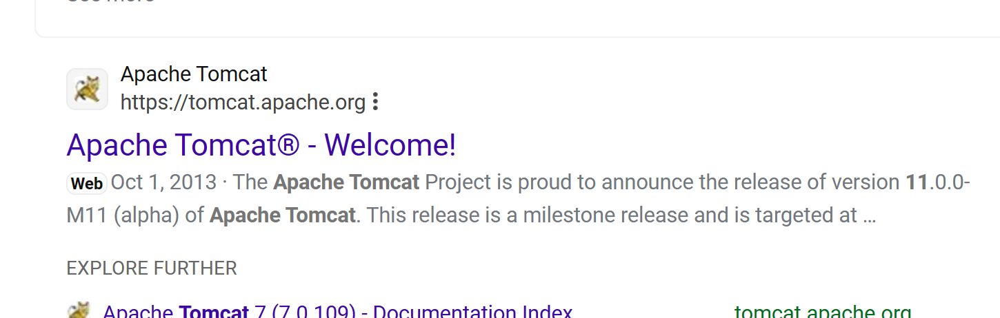 See more
Apache Tomcat
https://tomcat.apache.org
Apache Tomcat® - Welcome!
Web Oct 1, 2013 · The Apache Tomcat Project is proud to announce the release of version 11.0.0-
M11 (alpha) of Apache Tomcat. This release is a milestone release and is targeted at ...
EXPLORE FURTHER
Apache Tomcat 7 (7.0.109) - Documentation Index tomcat.apache.org